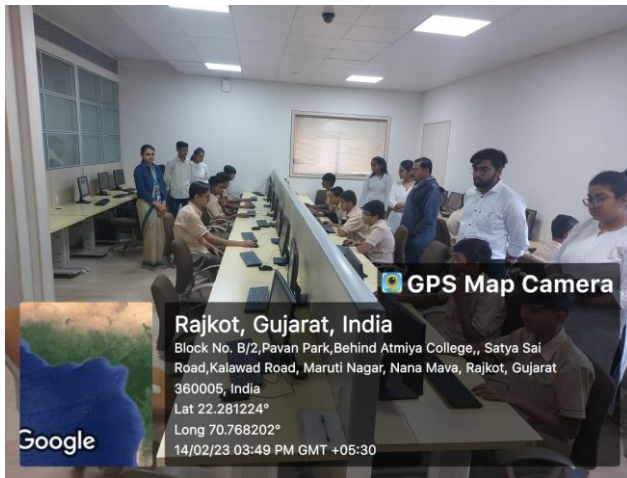 GPS Map Camera
Rajkot, Gujarat, India
Block No. B/2,Pavan Park,Behind Atmiya College,, Satya Sai
Road,Kalawad Road, Maruti Nagar, Nana Mava, Rajkot, Gujarat
360005, India
Lat 22.281224°
Long 70.768202°
14/02/23 03:49 PM GMT +05:30
Google